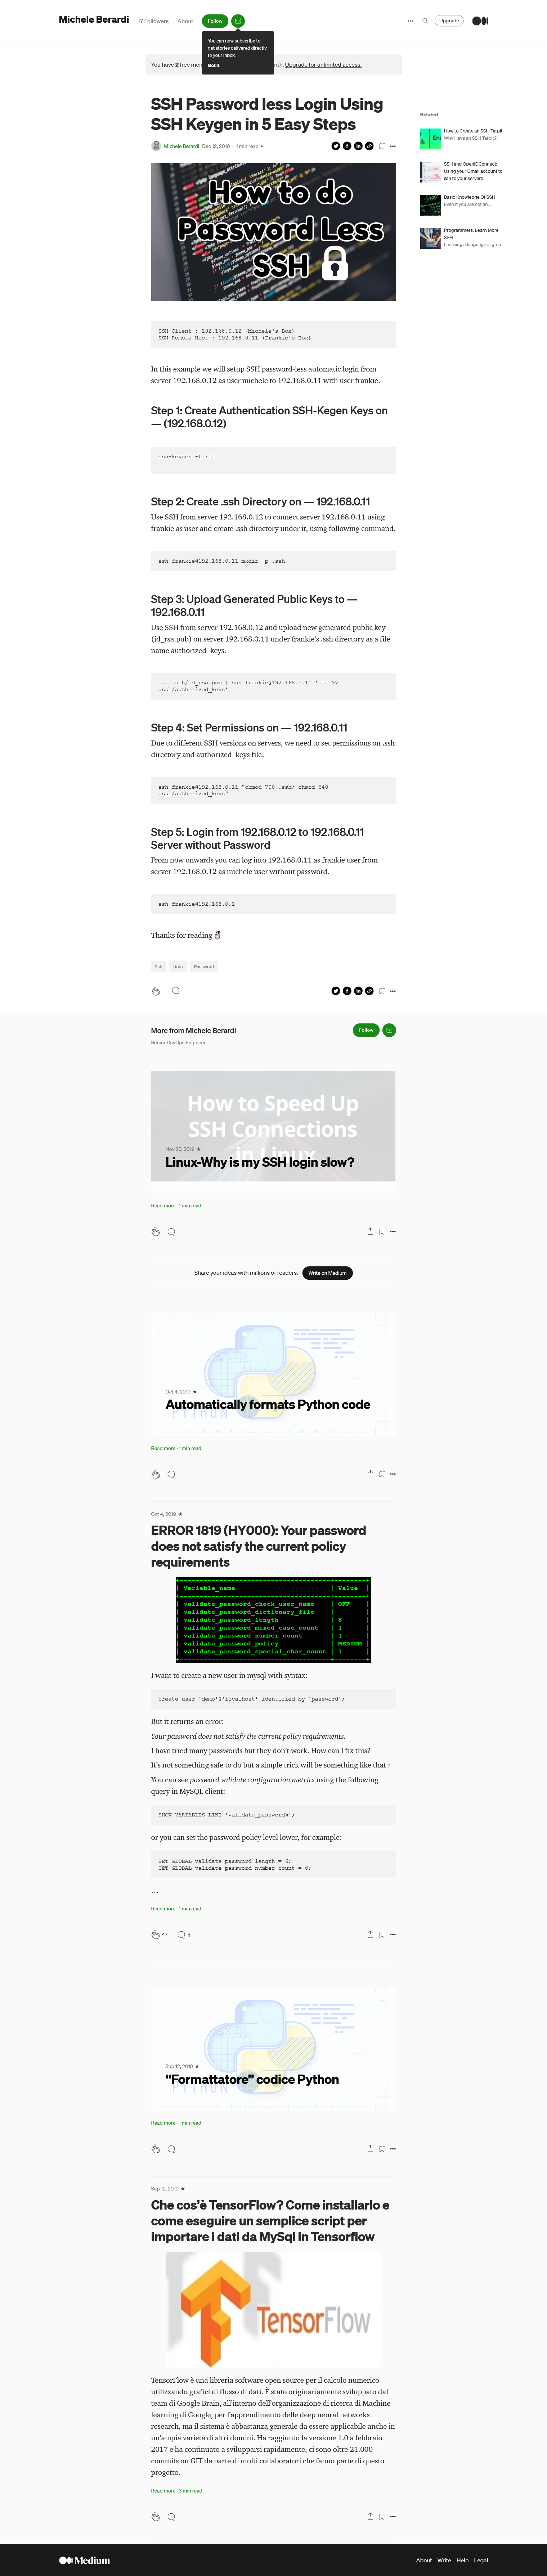 Michele Berardi
17 Followers
About
Follow
Upgrade
You can now subscribe to
get stories delivered directly
to your inbox.
Got it
You have 2 free mem
nth. Upgrade for unlimited access.
SSH Password less Login Using
SSH Keygen in 5 Easy Steps
Michele Berardi Dec 12, 2019 · 1 min read ★
How to do
Password Less
SSH
Related
How to Create an SSH Tarpit
Why Have an SSH Tarpit?
SSH and OpenIDConnect;
Using your Gmail account to
ssh to your servers
Basic Knowledge Of SSH
Even if you are not an...
Programmers: Learn More
SSH
Learning a language is grea...
SSH Client : 192.168.0.12 (Michele's Box)
SSH Remote Host : 192.168.0.11 (Frankie's Box)
In this example we will setup SSH password-less automatic login from
server 192.168.0.12 as user michele to 192.168.0.11 with user frankie.
Step 1: Create Authentication SSH-Kegen Keys on
— (192.168.0.12)
ssh-keygen -t rsa
Step 2: Create .ssh Directory on — 192.168.0.11
Use SSH from server 192.168.0.12 to connect server 192.168.0.11 using
frankie as user and create .ssh directory under it, using following command.
ssh frankie@192.168.0.11 mkdir -p .ssh
Step 3: Upload Generated Public Keys to —
192.168.0.11
Use SSH from server 192.168.0.12 and upload new generated public key
(id_rsa.pub) on server 192.168.0.11 under frankie's .ssh directory as a file
name authorized_keys.
cat .ssh/id_rsa.pub | ssh frankie@192.168.0.11 'cat >>
.ssh/authorized_keys'
Step 4: Set Permissions on — 192.168.0.11
Due to different SSH versions on servers, we need to set permissions on .ssh
directory and authorized_keys file.
ssh frankie@192.168.0.11 "chmod 700 .ssh; chmod 640
.ssh/authorized_keys"
Step 5: Login from 192.168.0.12 to 192.168.0.11
Server without Password
From now onwards you can log into 192.168.0.11 as frankie user from
server 192.168.0.12 as michele user without password.
ssh frankie@192.168.0.1
Thanks for reading ✌
Ssh
Linux
Password
More from Michele Berardi
Follow
Senior DevOps Engineer.
How to Speed Up
SSH Connections
in Linux
Nov 20, 2019 ★
Linux-Why is my SSH login slow?
Read more · 1 min read
Share your ideas with millions of readers.
Write on Medium
PYTHON
Oct 4, 2019 ★
Automatically formats Python code
Read more · 1 min read
Oct 4, 2019 ★
ERROR 1819 (HY000): Your password
does not satisfy the current policy
requirements
| Variable_name | Value |
| validate_password_check_user_name | OFF |
| validate_password_dictionary_file | |
| validate_password_length | 8 |
| validate_password_mixed_case_count | 1 |
| validate_password_number_count | 1 |
| validate_password_policy | MEDIUM |
| validate_password_special_char_count | 1 |
I want to create a new user in mysql with syntax:
create user 'demo'@'localhost' identified by 'password';
But it returns an error:
Your password does not satisfy the current policy requirements.
I have tried many passwords but they don't work. How can I fix this?
It's not something safe to do but a simple trick will be something like that :
You can see password validate configuration metrics using the following
query in MySQL client:
SHOW VARIABLES LIKE 'validate_password%';
or you can set the password policy level lower, for example:
SET GLOBAL validate_password_length = 6;
SET GLOBAL validate_password_number_count = 0;
…
Read more · 1 min read
47
1
PYTHON
Sep 12, 2019 ★
“Formattatore” codice Python
Read more · 1 min read
Sep 12, 2019 ★
Che cos’è TensorFlow? Come installarlo e
come eseguire un semplice script per
importare i dati da MySql in Tensorflow
TensorFlow
TensorFlow è una libreria software open source per il calcolo numerico
utilizzando grafici di flusso di dati. È stato originariamente sviluppato dal
team di Google Brain, all'interno dell'organizzazione di ricerca di Machine
learning di Google, per l'apprendimento delle deep neural networks
research, ma il sistema è abbastanza generale da essere applicabile anche in
un'ampia varietà di altri domini. Ha raggiunto la versione 1.0 a febbraio
2017 e ha continuato a svilupparsi rapidamente, ci sono oltre 21.000
commits on GIT da parte di molti collaboratori che fanno parte di questo
progetto.
Read more · 3 min read
Medium
About
Write
Help
Legal